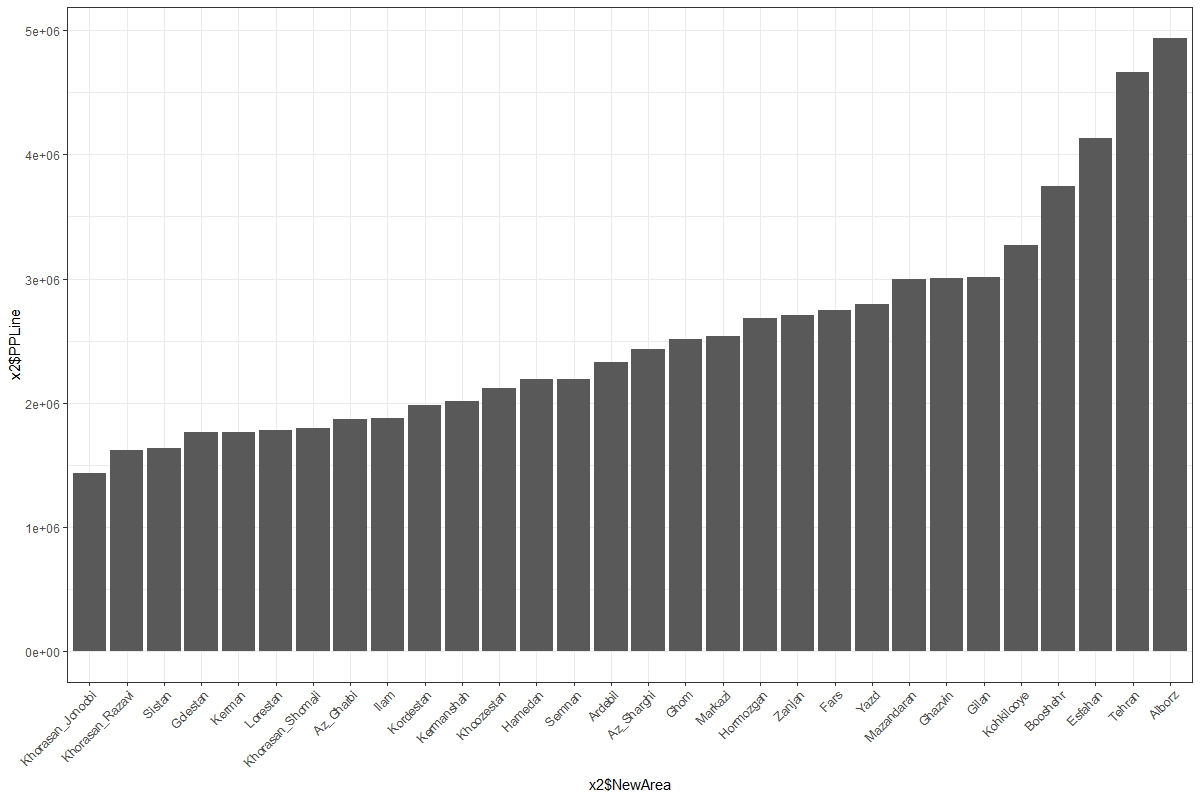 5e+06
4e+06
3e+06
2e+06
1e+06
0e+00
x2$PPLine
Khorasan_Jonoobi
Khorasan_Razavi
Sistan
Golestan
Kerman
Lorestan
Khorasan_Shomali
Az_Gharbi
Ilam
Kordestan
Kermanshah
Khoozestan
Hamedan
Semnan
Ardebil
Az_Sharghi
Ghom
Markazi
Hormozgan
Zanjan
Fars
Yazd
Mazandaran
Ghazvin
Gilan
Kohkilooye
Booshehr
Esfahan
Tehran
Alborz
x2$NewArea